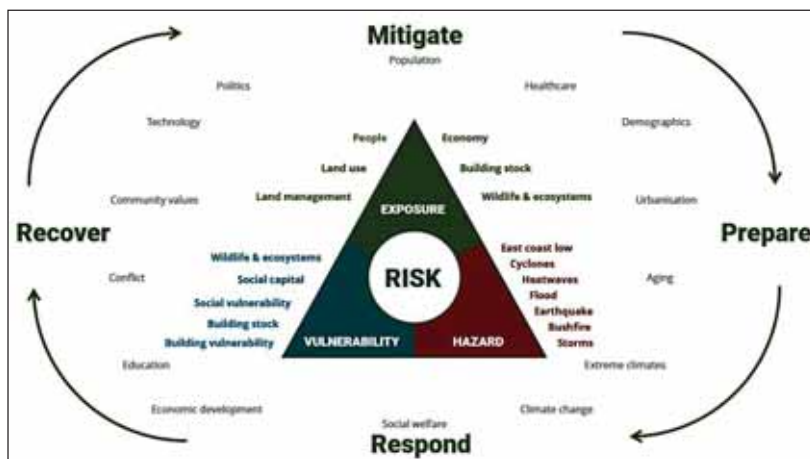 Mitigate
Population
Politics
Healthcare
Technology
Demographics
People
Economy
Land use
Building stock
Land management
Wildlife & ecosystems
Community values
Urbanisation
EXPOSURE
Recover
Prepare
RISK
Wildlife & ecosystems
Social capital
Social vulnerability
Building stock
Building vulnerability
East coast low
Cyclones
Heatwaves
Flood
Earthquake
Bushfire
Storms
Conflict
Aging
VULNERABILITY
HAZARD
Education
Extreme climates
Economic development
Climate change
Social welfare
Respond